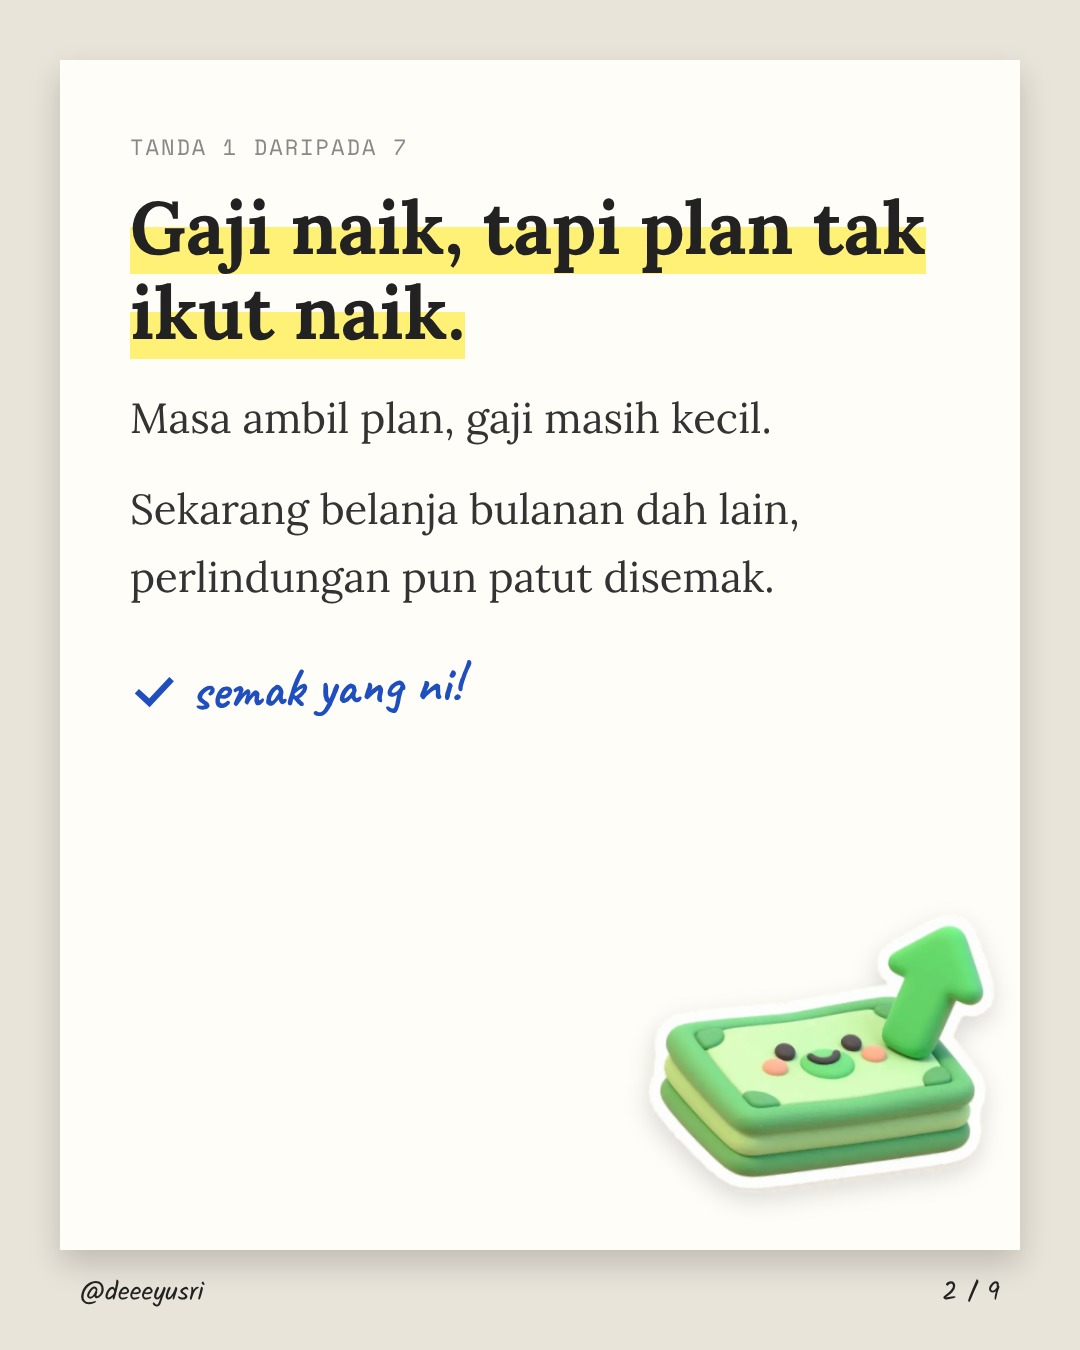 TANDA 1 DARIPADA 7
Gaji naik, tapi plan tak
ikut naik.
Masa ambil plan, gaji masih kecil.
Sekarang belanja bulanan dah lain,
perlindungan pun patut disemak.
✓ semak yang ni!
@deeeyusri
2 / 9